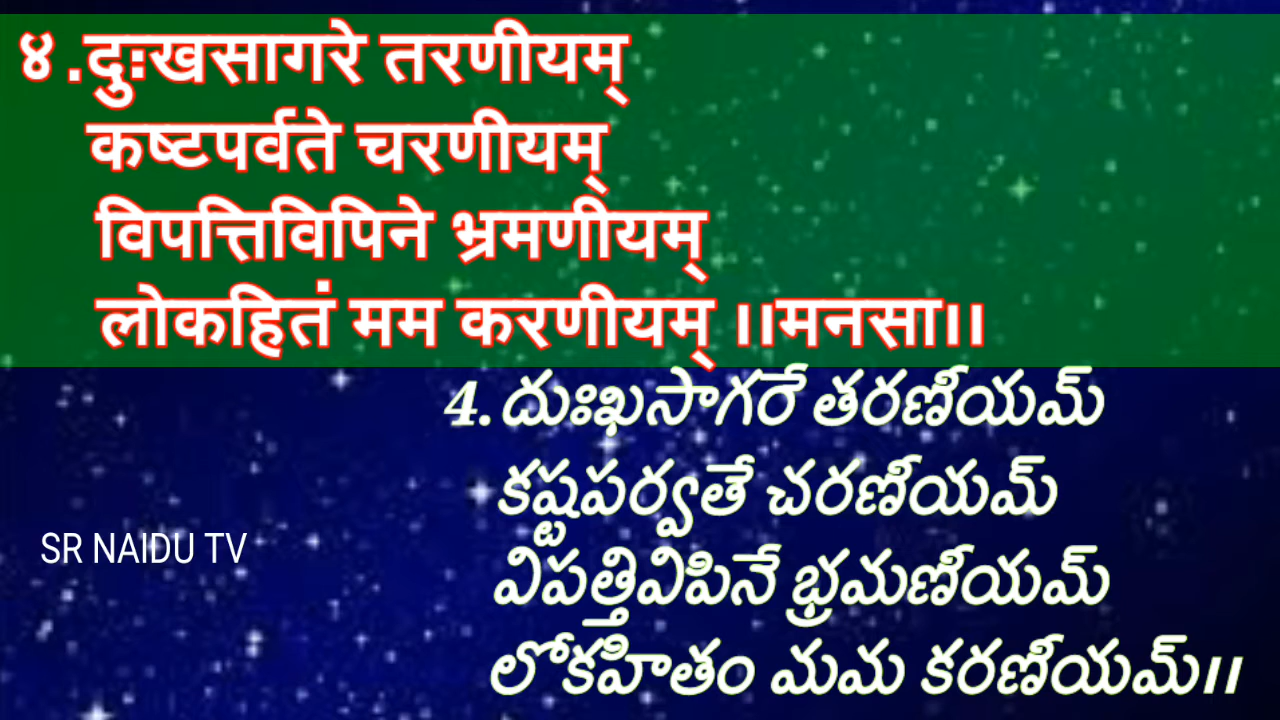 ४.दुःखसागरे तरणीयम्
कष्टपर्वते चरणीयम्
विपत्तिविपिने भ्रमणीयम्
लोकहितं मम करणीयम् ।।मनसा।।
4.దుఃఖసాగరే తరణీయమ్
కష్టపర్వతే చరణీయమ్
SR NAIDU TV
విపత్తివిపినే భ్రమణీయమ్
లోకహితం మమ కరణీయమ్।।